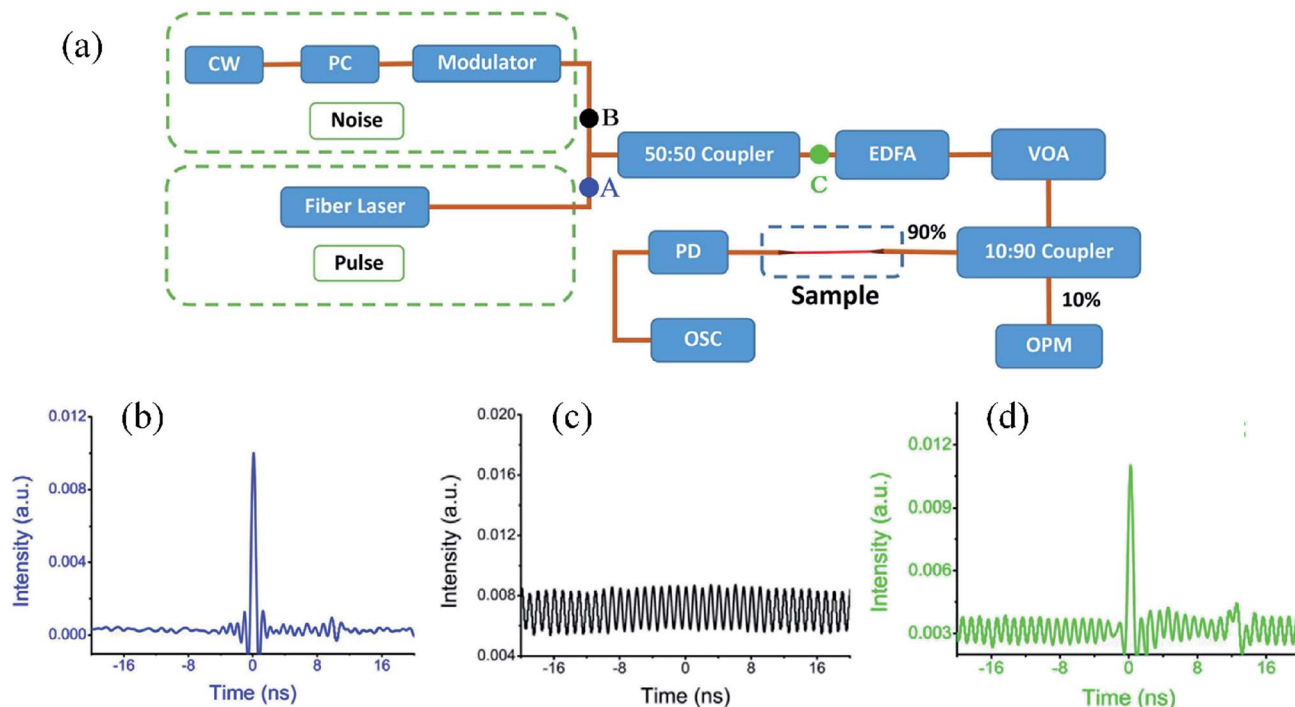 (a)
CW
PC
Modulator
Noise
B
50:50 Coupler
C
EDFA
VOA
A
Fiber Laser
Pulse
PD
Sample
90%
10:90 Coupler
10%
OSC
OPM
(b)
0.012
0.008
0.004
0.000
Intensity (a.u.)
-16 -8 0 8 16
Time (ns)
(c)
0.020
0.016
0.012
0.008
0.004
Intensity (a.u.)
-16 -8 0 8 16
Time (ns)
(d)
0.012
0.009
0.006
0.003
Intensity (a.u.)
-16 -8 0 8 16
Time (ns)